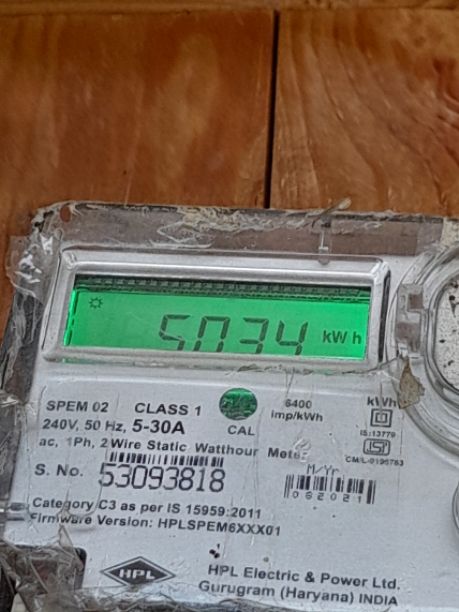 5034 kWh
SPEM 02 CLASS 1 CAL 6400 imp/kWh kWh
240V, 50 Hz, 5-30A
IS:13779
ac, 1Ph, 2 Wire Static Watthour Meter
CM/L-0196783
S. No. 53093818
M/Yr
082021
Category C3 as per IS 15959:2011
Firmware Version: HPLSPEM6XXX01
HPL
HPL Electric & Power Ltd.
Gurugram (Haryana) INDIA